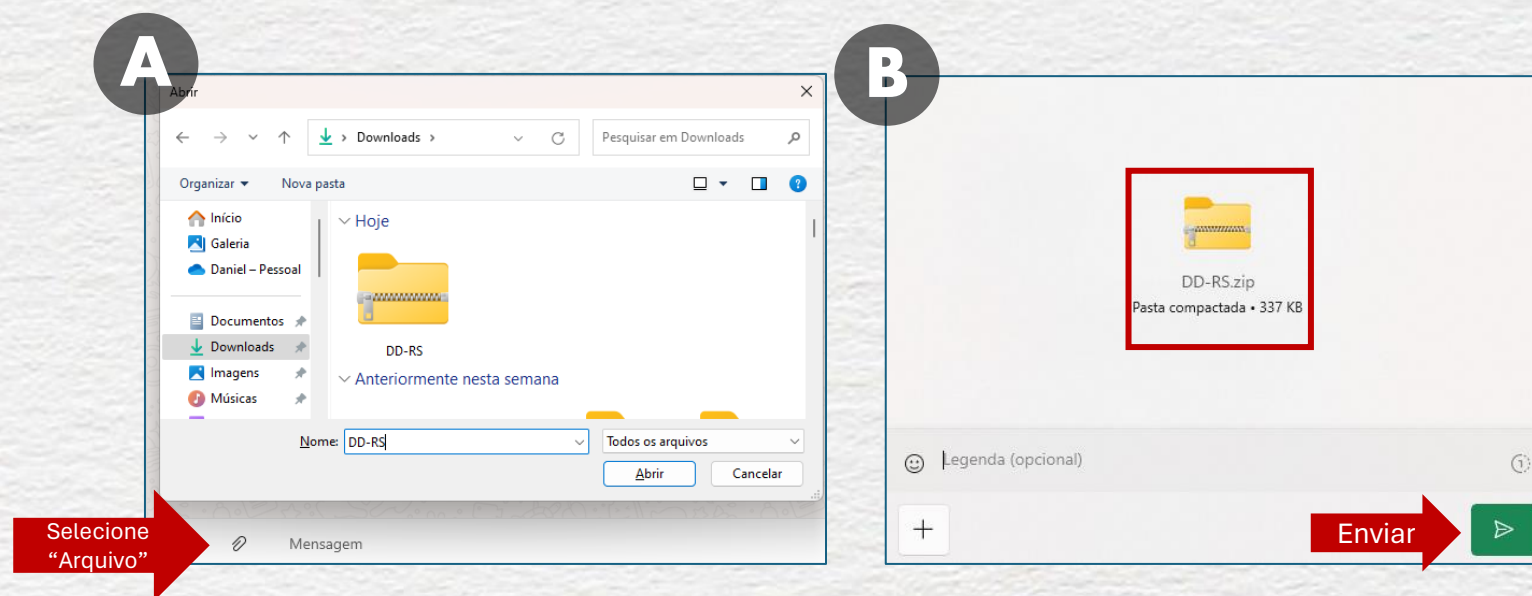 A
Abrir
Downloads
Pesquisar em Downloads
Organizar
Nova pasta
Início
Galeria
Daniel – Pessoal
Documentos
Downloads
Imagens
Músicas
Hoje
DD-RS
Anteriormente nesta semana
Nome: DD-RS
Todos os arquivos
Abrir
Cancelar
Selecione
“Arquivo”
Mensagem
B
DD-RS.zip
Pasta compactada • 337 KB
Legenda (opcional)
1
Enviar